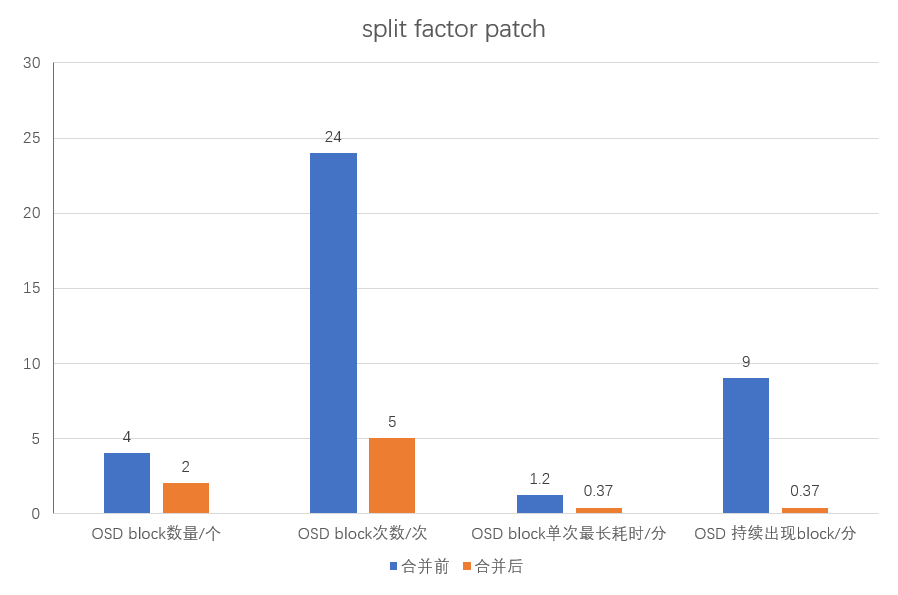 split factor patch
30
25
20
15
10
5
0
4
2
24
5
1.2
0.37
9
0.37
OSD block数量/个
OSD block次数/次
OSD block单次最长耗时/分
OSD 持续出现block/分
合并前
合并后